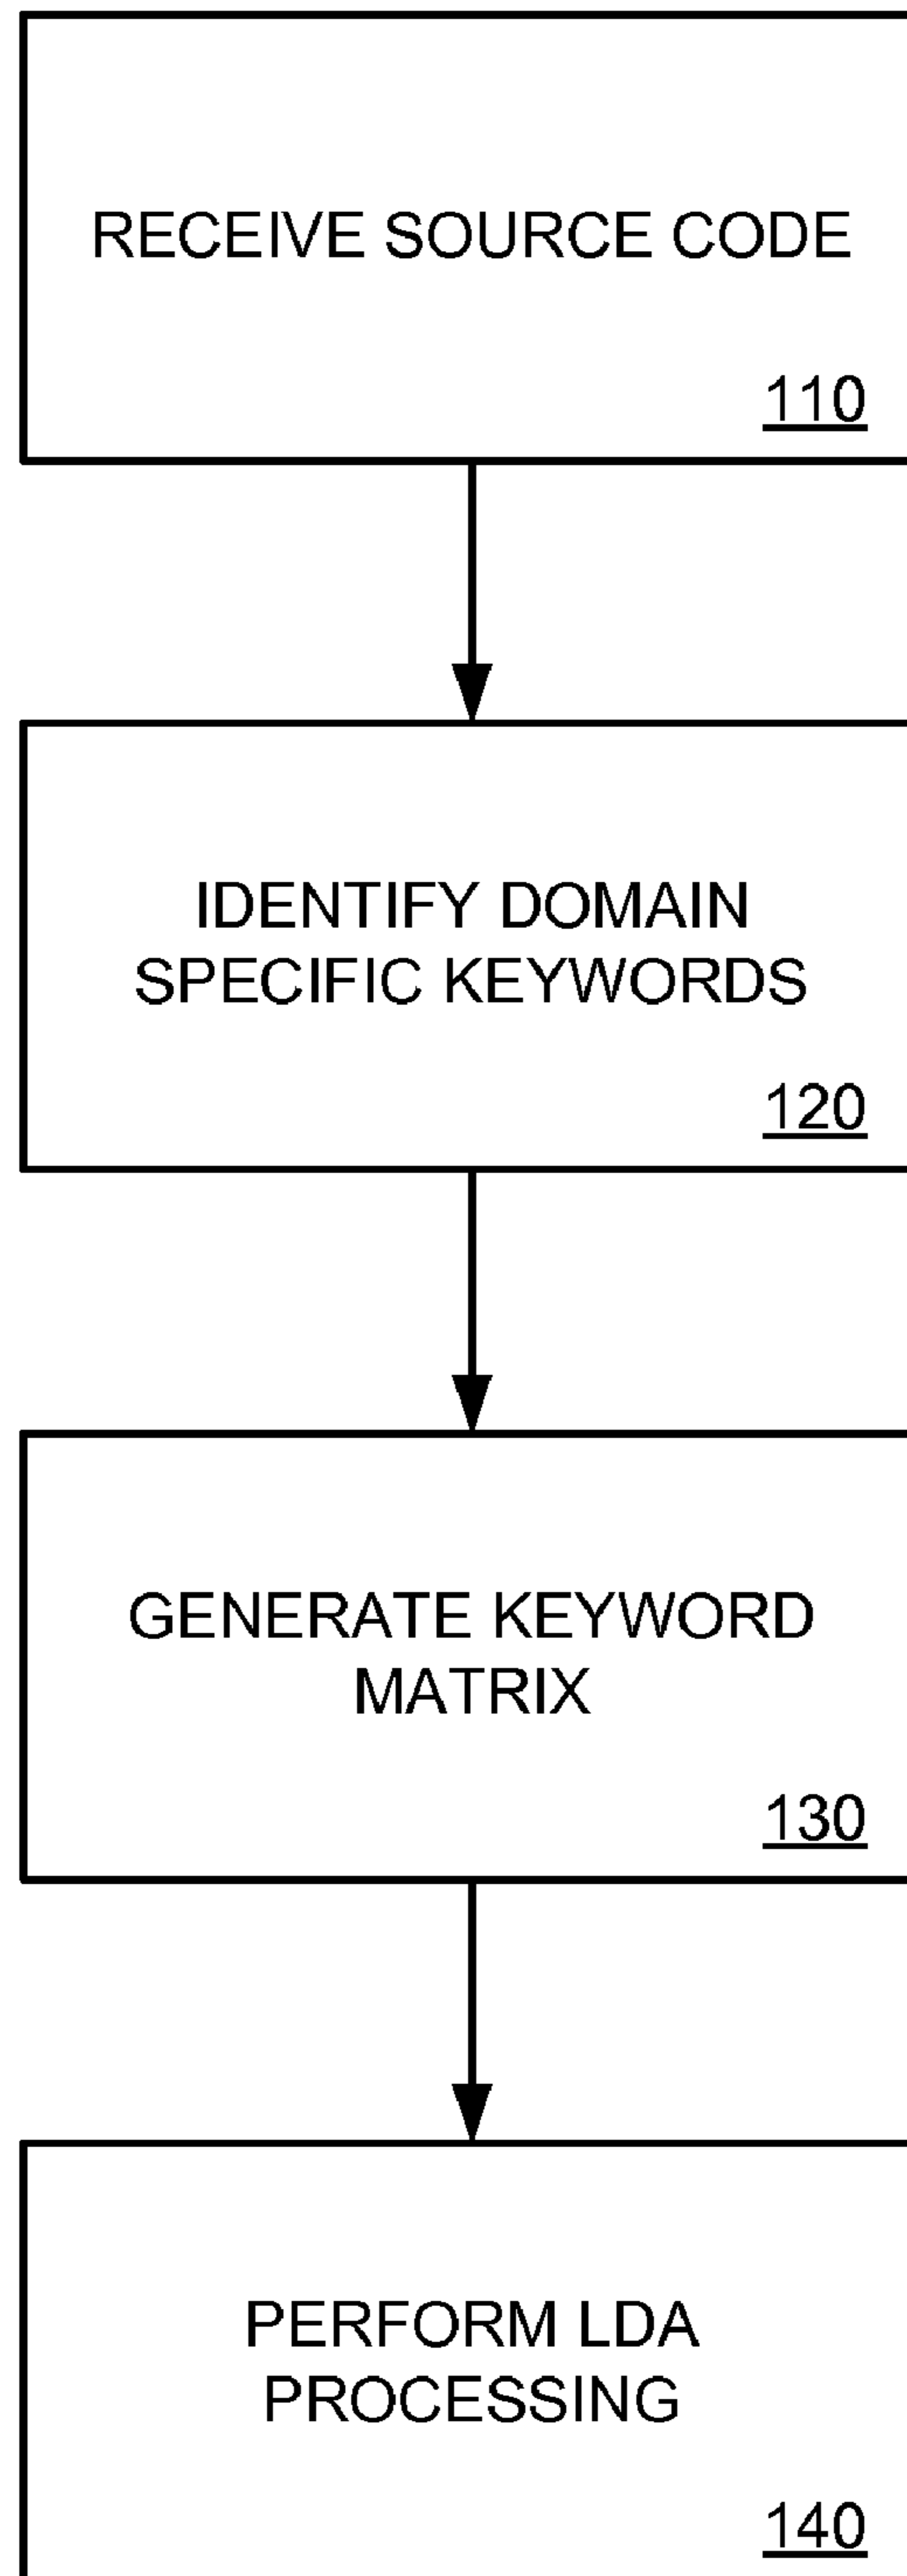 RECEIVE SOURCE CODE
110
IDENTIFY DOMAIN
SPECIFIC KEYWORDS
120
GENERATE KEYWORD
MATRIX
130
PERFORM LDA
PROCESSING
140